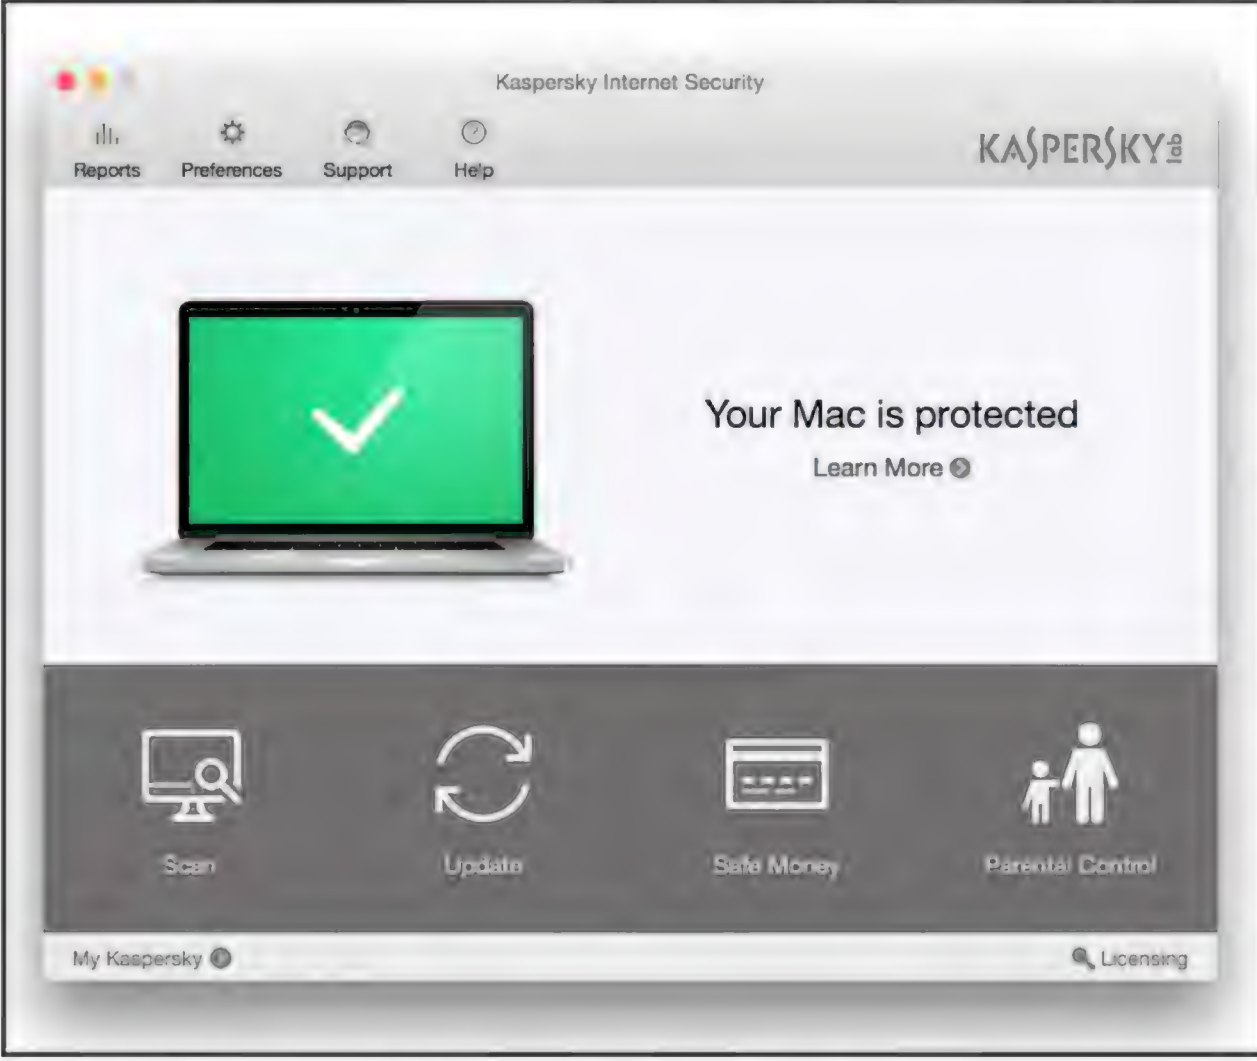 Kaspersky Internet Security
Reports Preferences Support Help
KASPERSKY lab
Your Mac is protected
Learn More
Scan Update Safe Money Parental Control
My Kaspersky Licensing